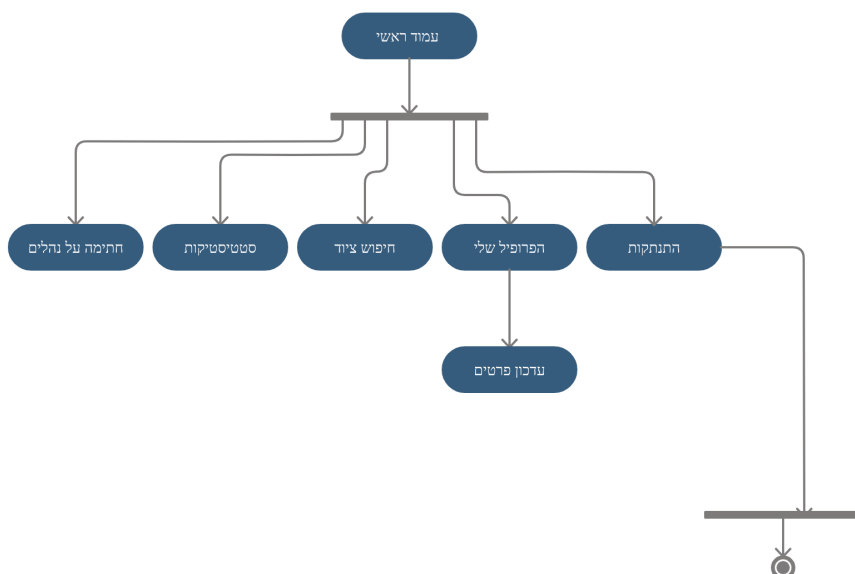 עמוד ראשי
התנתקות
הפרופיל שלי
חיפוש ציוד
סטטיסטיקות
חתימה על נהלים
עדכון פרטים